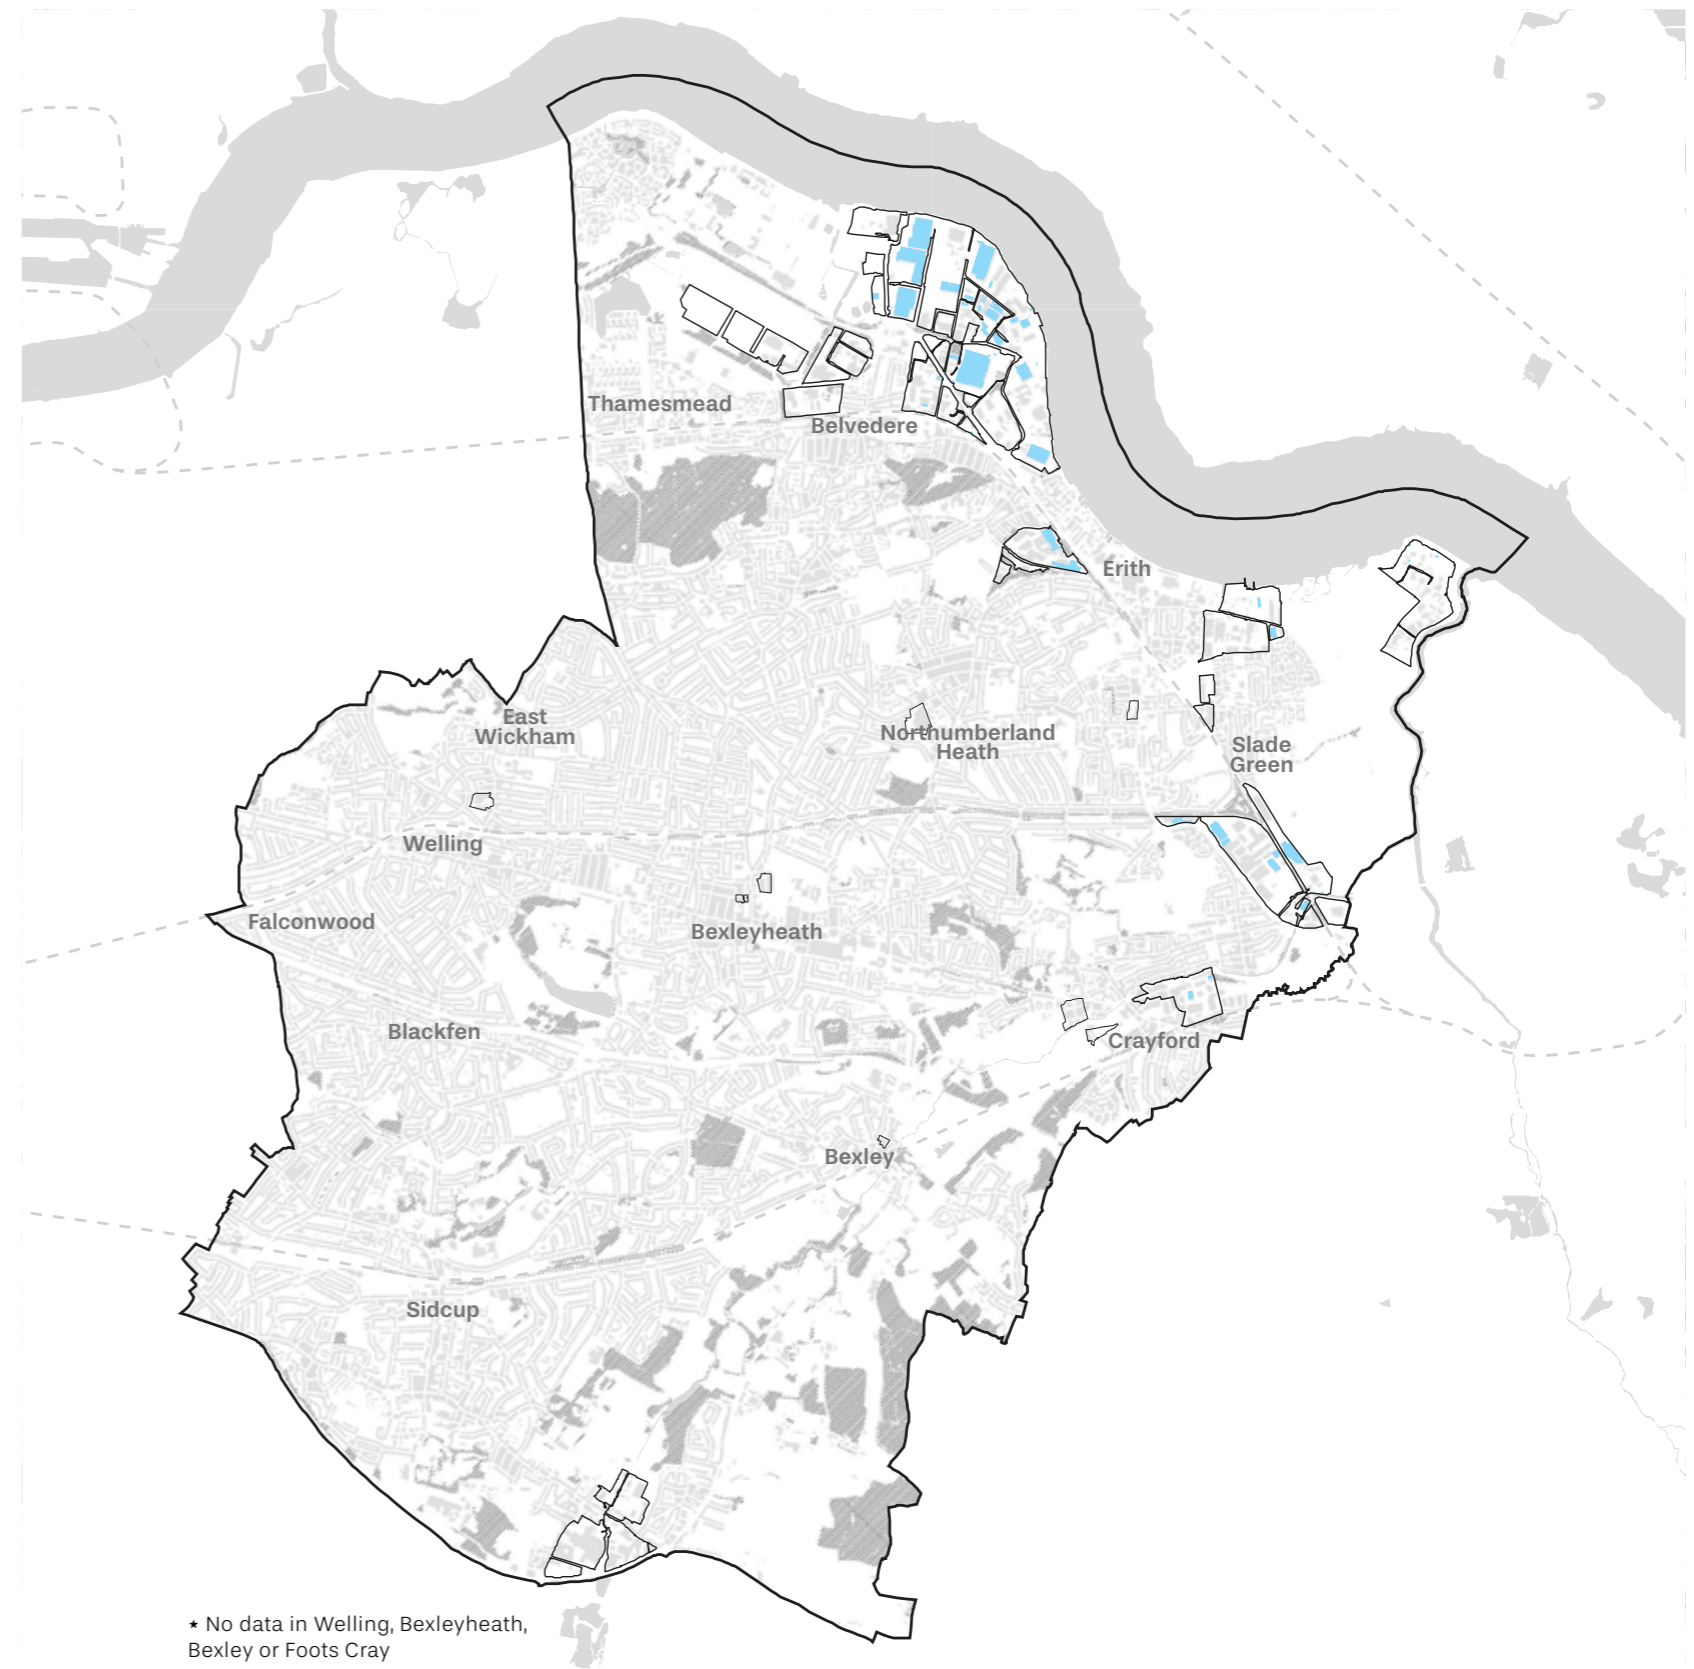 Thamesmead
Belvedere
Erith
East
Wickham
Northumberland
Heath
Slade
Green
Welling
Falconwood
Bexleyheath
Blackfen
Crayford
Bexley
Sidcup
★ No data in Welling, Bexleyheath,
Bexley or Foots Cray